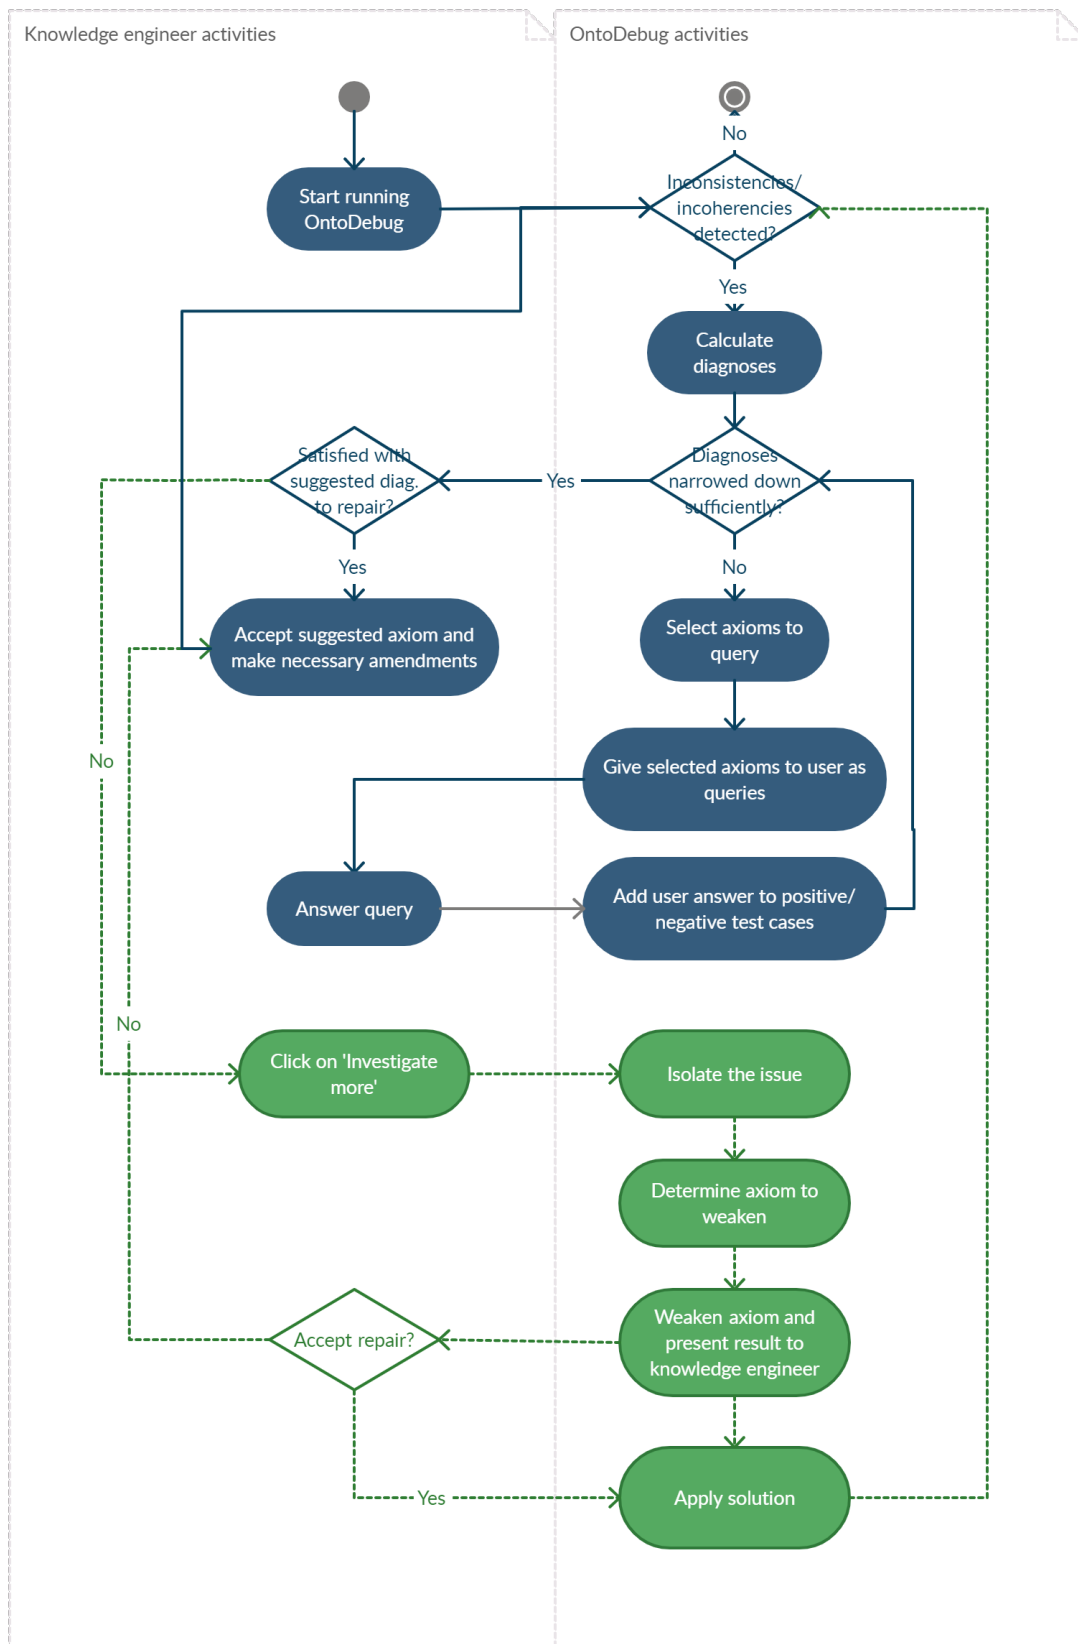 Knowledge engineer activities
OntoDebug activities
No
Start running
OntoDebug
Inconsistencies/
incoherencies
detected?
Yes
Calculate
diagnoses
Satisfied with
suggested diag.
to repair?
Yes
Diagnoses
narrowed down
sufficiently?
Yes
No
Accept suggested axiom and
make necessary amendments
Select axioms to
query
No
Give selected axioms to user as
queries
Answer query
Add user answer to positive/
negative test cases
No
Click on 'Investigate
more'
Isolate the issue
Determine axiom to
weaken
Accept repair?
Weaken axiom and
present result to
knowledge engineer
Yes
Apply solution